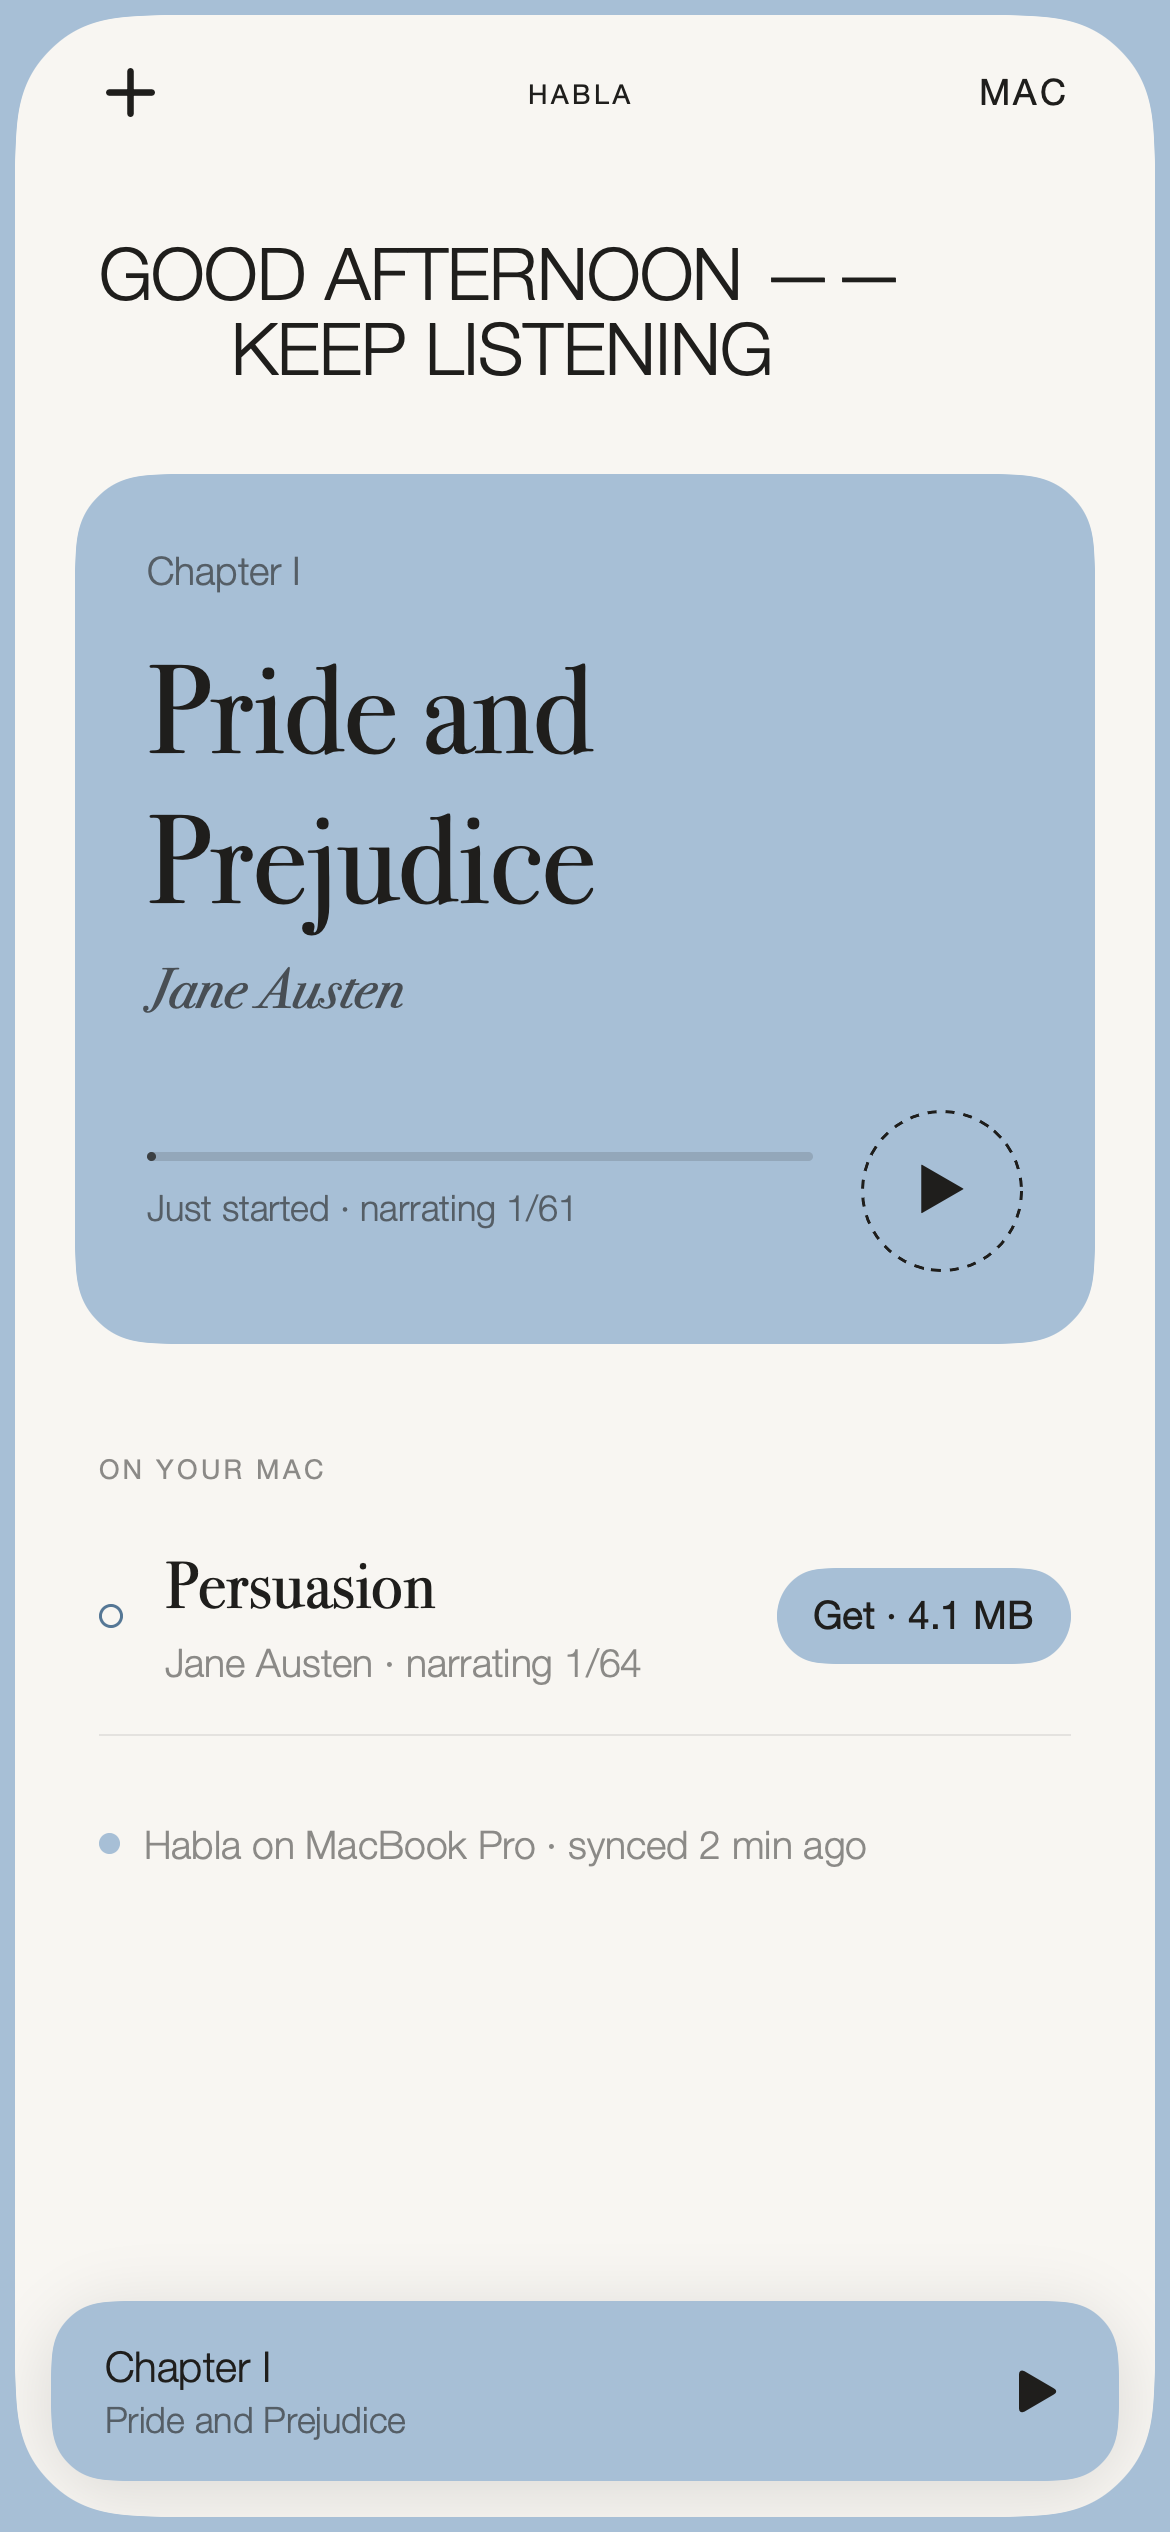 HABLA
MAC
GOOD AFTERNOON ——
KEEP LISTENING
Chapter I
Pride and
Prejudice
Jane Austen
Just started · narrating 1/61
ON YOUR MAC
Persuasion
Jane Austen · narrating 1/64
Get · 4.1 MB
Habla on MacBook Pro · synced 2 min ago
Chapter I
Pride and Prejudice